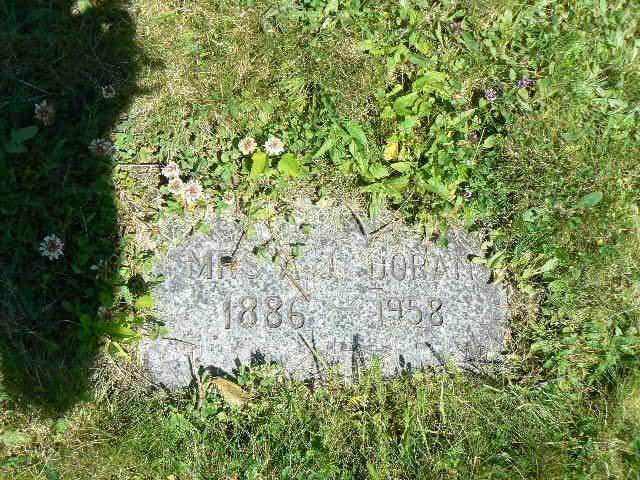 MRS A. J. DORAN
1886 – 1958